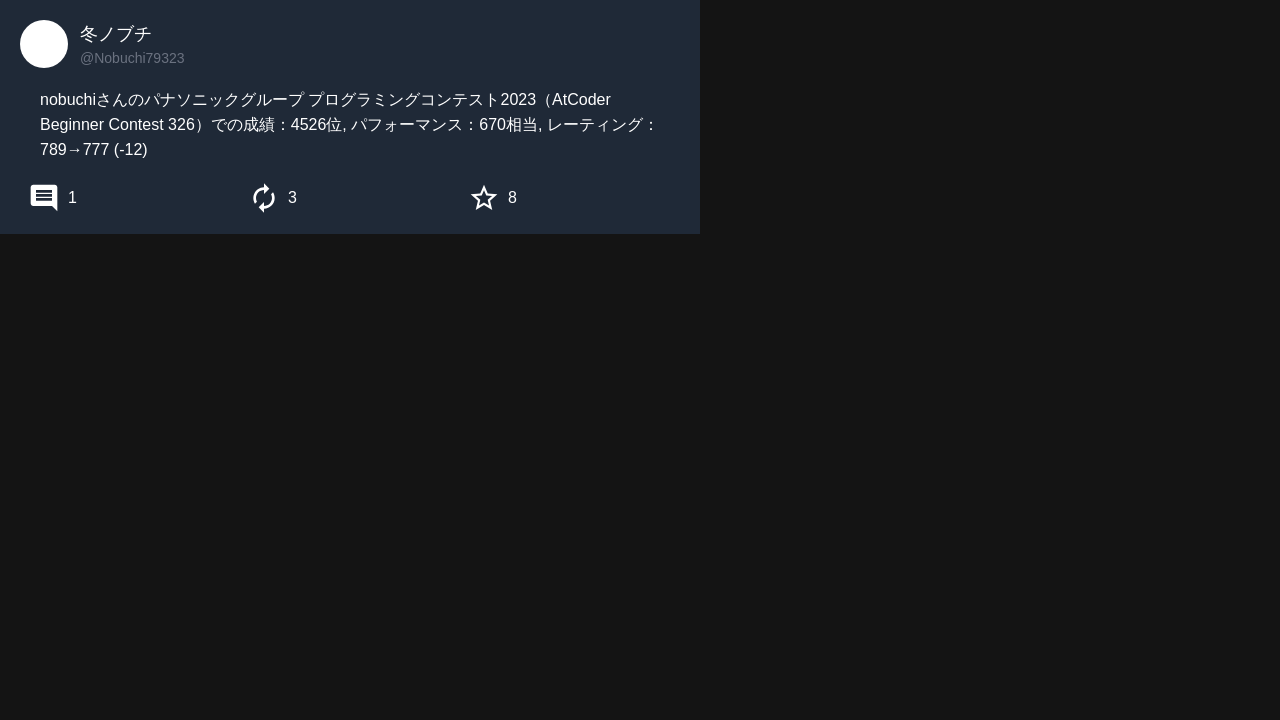 冬ノブチ
@Nobuchi79323
nobuchiさんのパナソニックグループ プログラミングコンテスト2023（AtCoder
Beginner Contest 326）での成績：4526位, パフォーマンス：670相当, レーティング：
789→777 (-12)
1 3 8